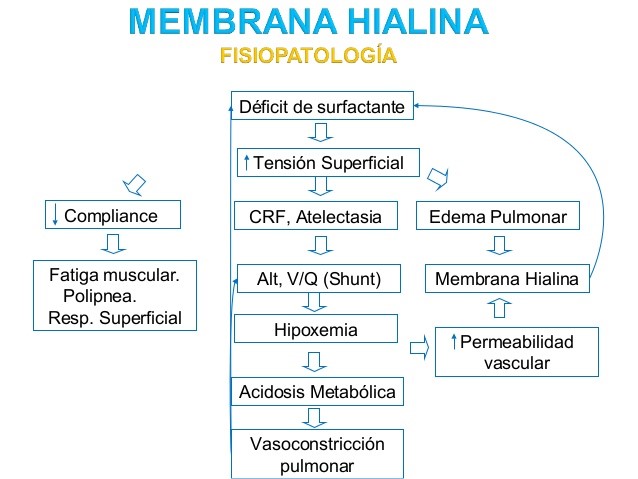 MEMBRANA HIALINA
FISIOPATOLOGÍA
Déficit de surfactante
↑Tensión Superficial
↓ Compliance
CRF, Atelectasia
Edema Pulmonar
Fatiga muscular.
Polipnea.
Resp. Superficial
Alt, V/Q (Shunt)
Membrana Hialina
Hipoxemia
↑Permeabilidad
vascular
Acidosis Metabólica
Vasoconstricción
pulmonar